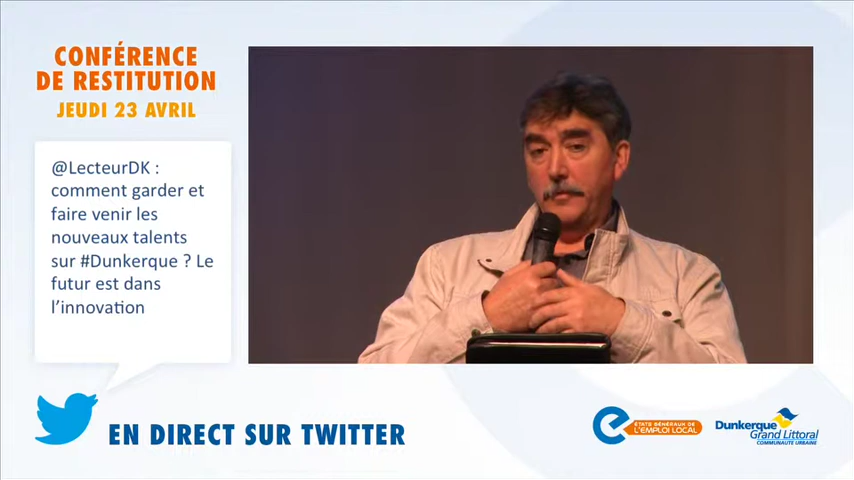 CONFÉRENCE
DE RESTITUTION
JEUDI 23 AVRIL
@LecteurDK :
comment garder et
faire venir les
nouveaux talents
sur #Dunkerque ? Le
futur est dans
l’innovation
EN DIRECT SUR TWITTER
ÉTATS GÉNÉRAUX DE
L'EMPLOI LOCAL
Dunkerque
Grand Littoral
COMMUNAUTE URBAINE